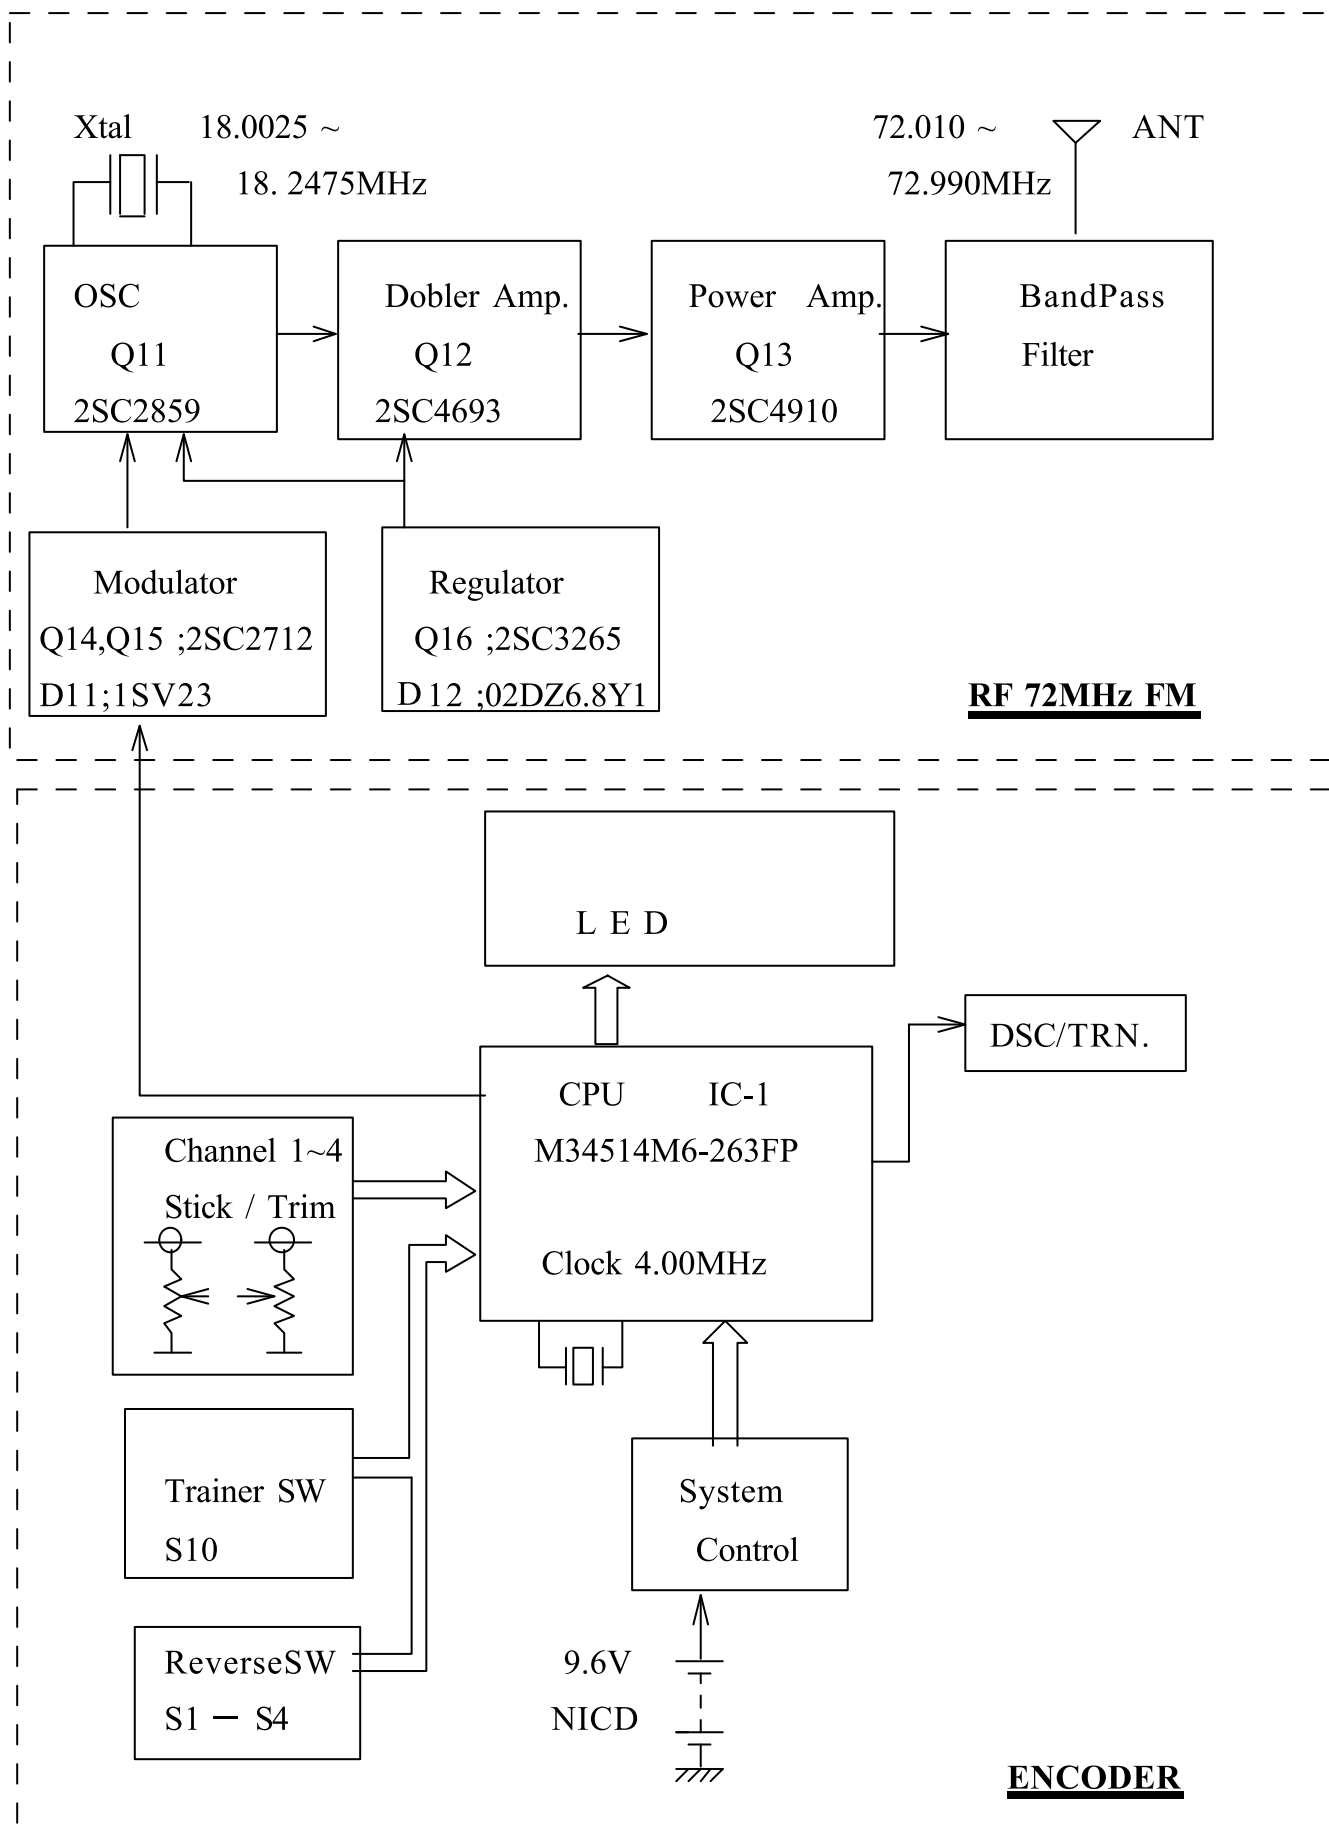 Xtal 18.0025 ~
18. 2475MHz
72.010 ~ ANT
72.990MHz
OSC
Q11
2SC2859
Dobler Amp.
Q12
2SC4693
Power Amp.
Q13
2SC4910
BandPass
Filter
Modulator
Q14,Q15 ;2SC2712
D11;1SV23
Regulator
Q16 ;2SC3265
D12 ;02DZ6.8Y1
RF 72MHz FM
L E D
DSC/TRN.
CPU IC-1
M34514M6-263FP
Clock 4.00MHz
Channel 1~4
Stick / Trim
Trainer SW
S10
System
Control
ReverseSW
S1 — S4
9.6V
NICD
ENCODER